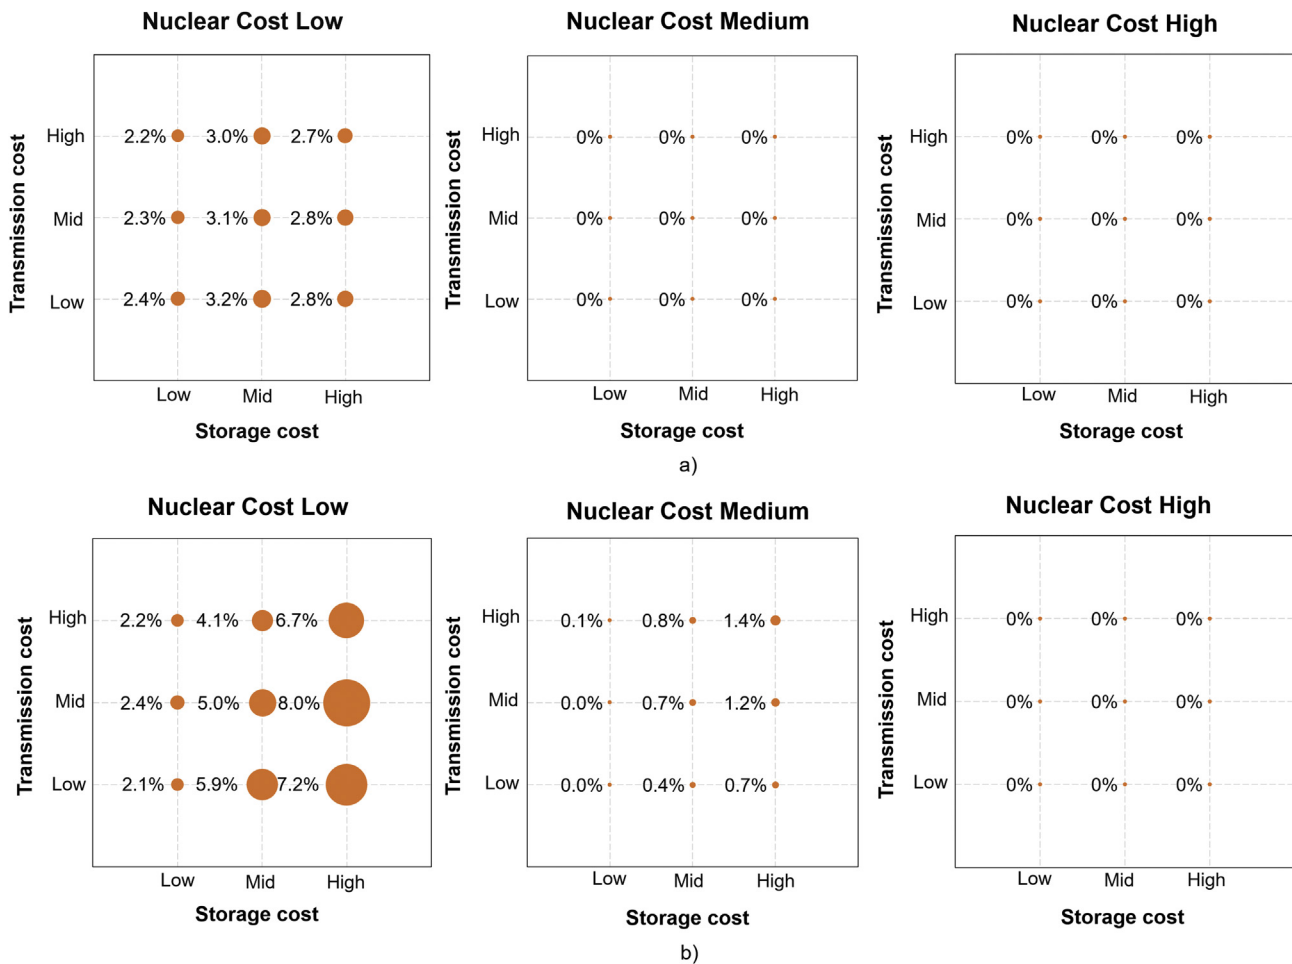 Nuclear Cost Low
Transmission cost
High
2.2%
3.0%
2.7%
Mid
2.3%
3.1%
2.8%
Low
2.4%
3.2%
2.8%
Low
Mid
High
Storage cost
Nuclear Cost Medium
Transmission cost
High
0%
0%
0%
Mid
0%
0%
0%
Low
0%
0%
0%
Low
Mid
High
Storage cost
Nuclear Cost High
Transmission cost
High
0%
0%
0%
Mid
0%
0%
0%
Low
0%
0%
0%
Low
Mid
High
Storage cost
a)
Nuclear Cost Low
Transmission cost
High
2.2%
4.1%
6.7%
Mid
2.4%
5.0%
8.0%
Low
2.1%
5.9%
7.2%
Low
Mid
High
Storage cost
Nuclear Cost Medium
Transmission cost
High
0.1%
0.8%
1.4%
Mid
0.0%
0.7%
1.2%
Low
0.0%
0.4%
0.7%
Low
Mid
High
Storage cost
Nuclear Cost High
Transmission cost
High
0%
0%
0%
Mid
0%
0%
0%
Low
0%
0%
0%
Low
Mid
High
Storage cost
b)